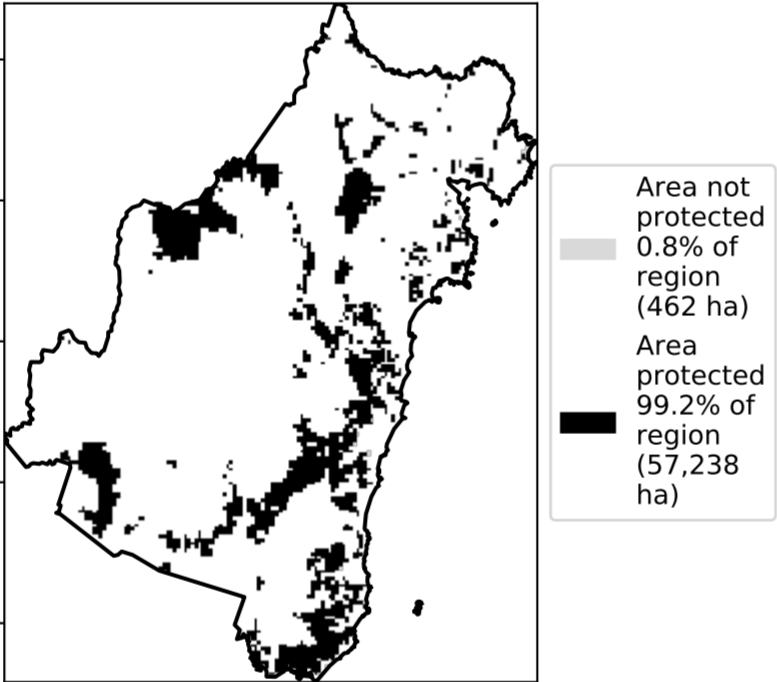 Area not
protected
0.8% of
region
(462 ha)
Area
protected
99.2% of
region
(57,238
ha)